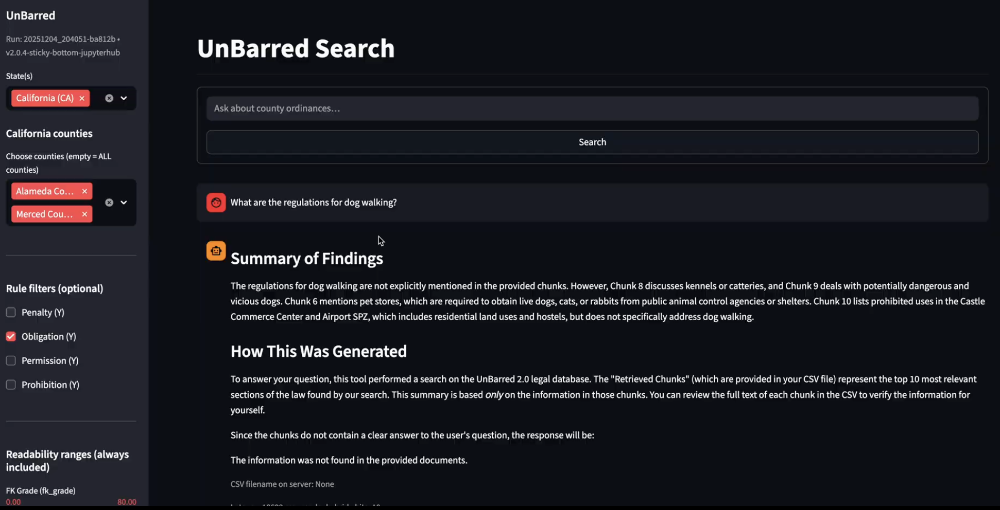 UnBarred
Run: 20251204_204051-ba812b •
v2.0.4-sticky-bottom-jupyterhub
State(s)
California (CA)
California counties
Choose counties (empty = ALL
counties)
Alameda Co...
Merced Cou...
Rule filters (optional)
Penalty (Y)
Obligation (Y)
Permission (Y)
Prohibition (Y)
Readability ranges (always
included)
FK Grade (fk_grade)
0.00 80.00
UnBarred Search
Ask about county ordinances...
Search
What are the regulations for dog walking?
Summary of Findings
The regulations for dog walking are not explicitly mentioned in the provided chunks. However, Chunk 8 discusses kennels or catteries, and Chunk 9 deals with potentially dangerous and
vicious dogs. Chunk 6 mentions pet stores, which are required to obtain live dogs, cats, or rabbits from public animal control agencies or shelters. Chunk 10 lists prohibited uses in the Castle
Commerce Center and Airport SPZ, which includes residential land uses and hostels, but does not specifically address dog walking.
How This Was Generated
To answer your question, this tool performed a search on the UnBarred 2.0 legal database. The "Retrieved Chunks" (which are provided in your CSV file) represent the top 10 most relevant
sections of the law found by our search. This summary is based only on the information in those chunks. You can review the full text of each chunk in the CSV to verify the information for
yourself.
Since the chunks do not contain a clear answer to the user's question, the response will be:
The information was not found in the provided documents.
CSV filename on server: None